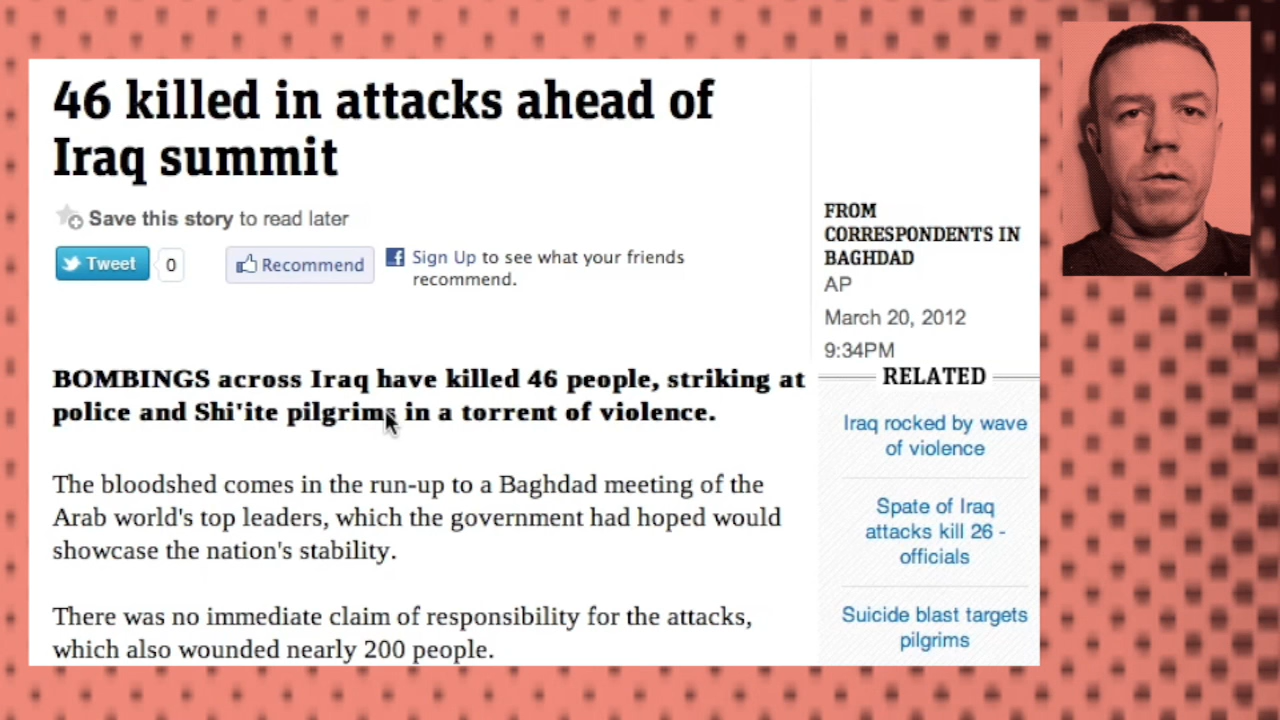 46 killed in attacks ahead of
Iraq summit
Save this story to read later
Tweet
0
Recommend
Sign Up to see what your friends
recommend.
BOMBINGS across Iraq have killed 46 people, striking at
police and Shi'ite pilgrims in a torrent of violence.
The bloodshed comes in the run-up to a Baghdad meeting of the
Arab world's top leaders, which the government had hoped would
showcase the nation's stability.
There was no immediate claim of responsibility for the attacks,
which also wounded nearly 200 people.
FROM
CORRESPONDENTS IN
BAGHDAD
AP
March 20, 2012
9:34PM
RELATED
Iraq rocked by wave
of violence
Spate of Iraq
attacks kill 26 -
officials
Suicide blast targets
pilgrims